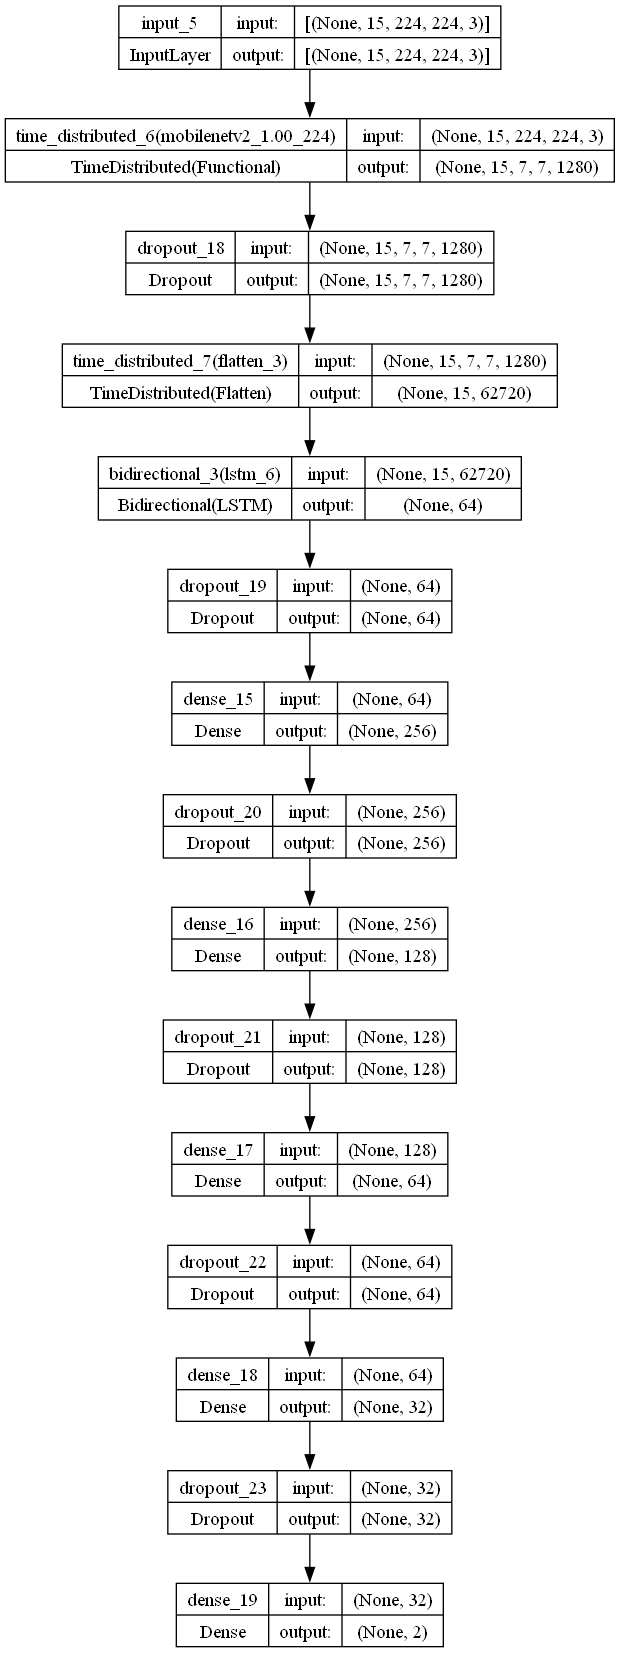 input_5 input: [(None, 15, 224, 224, 3)]
InputLayer output: [(None, 15, 224, 224, 3)]
time_distributed_6(mobilenetv2_1.00_224) input: (None, 15, 224, 224, 3)
TimeDistributed(Functional) output: (None, 15, 7, 7, 1280)
dropout_18 input: (None, 15, 7, 7, 1280)
Dropout output: (None, 15, 7, 7, 1280)
time_distributed_7(flatten_3) input: (None, 15, 7, 7, 1280)
TimeDistributed(Flatten) output: (None, 15, 62720)
bidirectional_3(lstm_6) input: (None, 15, 62720)
Bidirectional(LSTM) output: (None, 64)
dropout_19 input: (None, 64)
Dropout output: (None, 64)
dense_15 input: (None, 64)
Dense output: (None, 256)
dropout_20 input: (None, 256)
Dropout output: (None, 256)
dense_16 input: (None, 256)
Dense output: (None, 128)
dropout_21 input: (None, 128)
Dropout output: (None, 128)
dense_17 input: (None, 128)
Dense output: (None, 64)
dropout_22 input: (None, 64)
Dropout output: (None, 64)
dense_18 input: (None, 64)
Dense output: (None, 32)
dropout_23 input: (None, 32)
Dropout output: (None, 32)
dense_19 input: (None, 32)
Dense output: (None, 2)